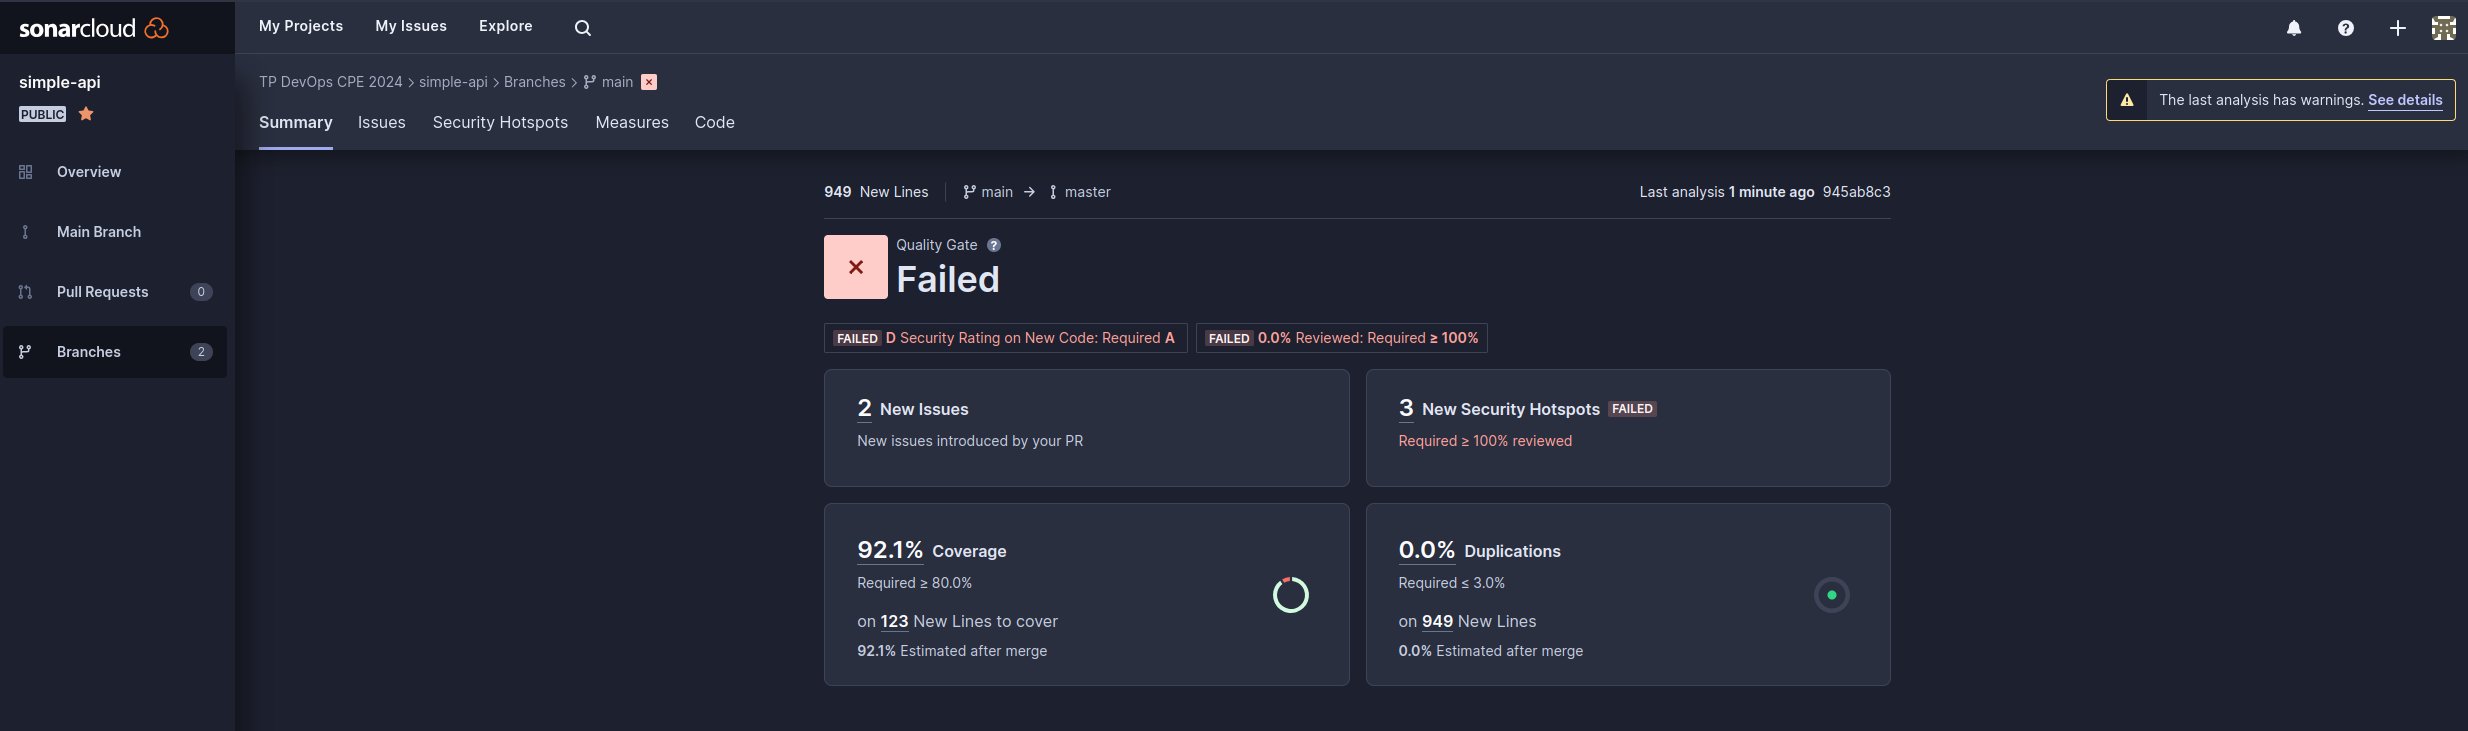 sonarcloud
My Projects My Issues Explore
simple-api
PUBLIC
Overview
Main Branch
Pull Requests 0
Branches 2
TP DevOps CPE 2024 > simple-api > Branches > main
The last analysis has warnings. See details
Summary Issues Security Hotspots Measures Code
949 New Lines main → master
Last analysis 1 minute ago 945ab8c3
Quality Gate ?
Failed
FAILED D Security Rating on New Code: Required A
FAILED 0.0% Reviewed: Required ≥ 100%
2 New Issues
New issues introduced by your PR
3 New Security Hotspots FAILED
Required ≥ 100% reviewed
92.1% Coverage
Required ≥ 80.0%
on 123 New Lines to cover
92.1% Estimated after merge
0.0% Duplications
Required ≤ 3.0%
on 949 New Lines
0.0% Estimated after merge